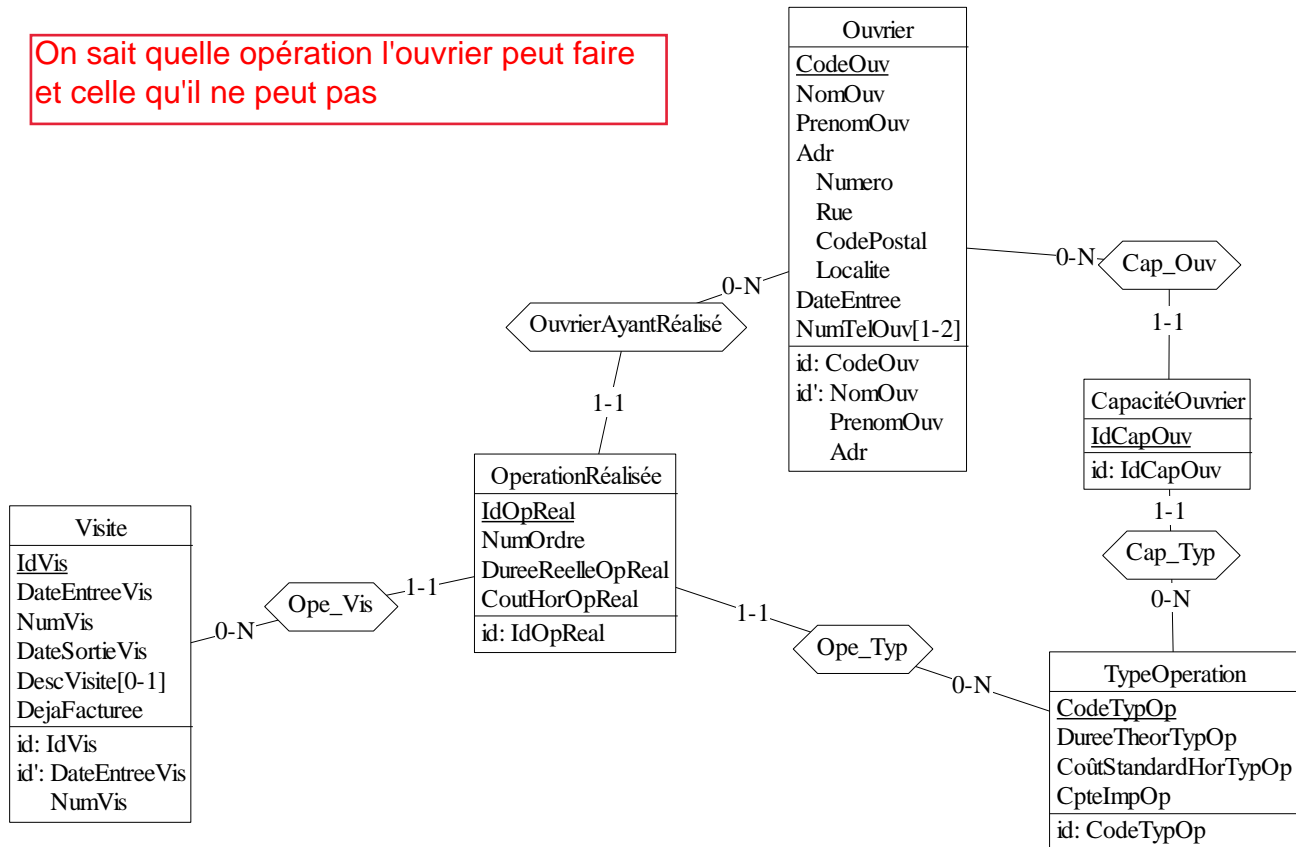 On sait quelle opération l'ouvrier peut faire
et celle qu'il ne peut pas
Ouvrier
CodeOuv
NomOuv
PrenomOuv
Adr
Numero
Rue
CodePostal
Localite
DateEntree
NumTelOuv[1-2]
id: CodeOuv
id': NomOuv
PrenomOuv
Adr
0-N
Cap_Ouv
1-1
0-N
OuvrierAyantRéalisé
1-1
CapacitéOuvrier
IdCapOuv
id: IdCapOuv
1-1
Cap_Typ
0-N
OperationRéalisée
IdOpReal
NumOrdre
DureeReelleOpReal
CoutHorOpReal
id: IdOpReal
Visite
IdVis
DateEntreeVis
NumVis
DateSortieVis
DescVisite[0-1]
DejaFacturee
id: IdVis
id': DateEntreeVis
NumVis
0-N
Ope_Vis
1-1
1-1
Ope_Typ
0-N
TypeOperation
CodeTypOp
DureeTheorTypOp
CoûtStandardHorTypOp
CpteImpOp
id: CodeTypOp